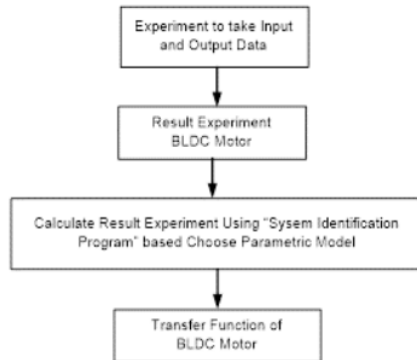 Experiment to take Input
and Output Data
Result Experiment
BLDC Motor
Calculate Result Experiment Using "Sysem Identification
Program" based Choose Parametric Model
Transfer Function of
BLDC Motor